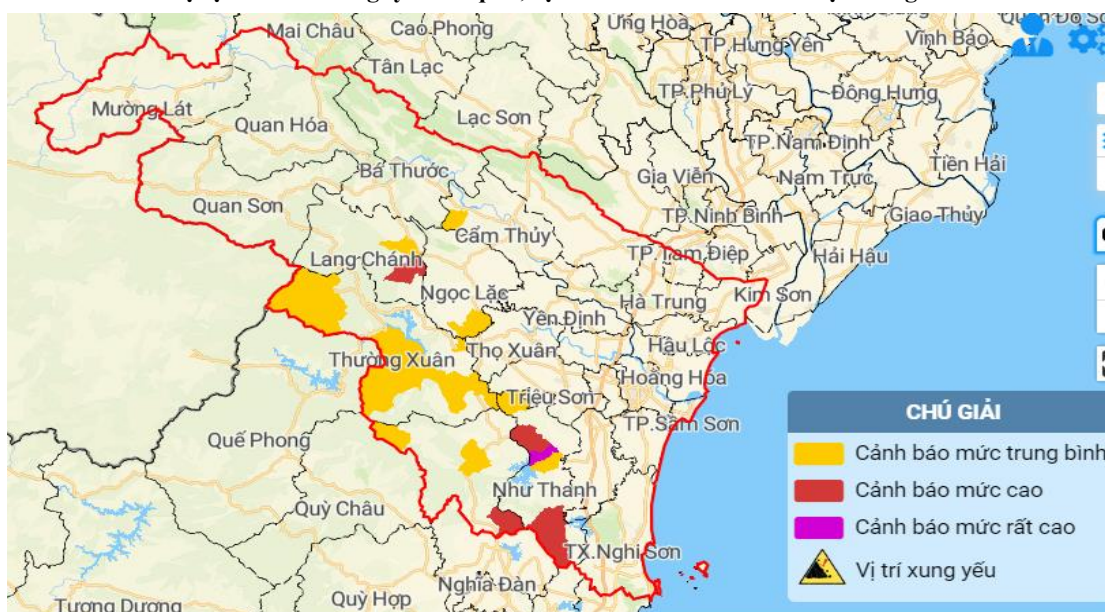 Mai Châu
Cao Phong
Ứng Hòa
TP.Hưng Yên
Vĩnh Bảo
Tân Lạc
TP.Phủ Lý
Đông Hưng
Mường Lát
Quan Hóa
Lạc Sơn
TP.Nam Định
Bá Thước
Gia Viễn
Nam Trực
Tiền Hải
Quan Sơn
TP.Ninh Bình
Giao Thủy
Cẩm Thủy
TP.Tam Điệp
Hải Hậu
Lang Chánh
Ngọc Lặc
Hà Trung
Kim Sơn
Yên Định
Thường Xuân
Thọ Xuân
Hậu Lộc
Hoằng Hóa
Triệu Sơn
TP.Sầm Sơn
Quế Phong
Như Thanh
Quỳ Châu
TX.Nghi Sơn
Nghĩa Đàn
Quỳ Hợp
Tương Dương
CHÚ GIẢI
Cảnh báo mức trung bình
Cảnh báo mức cao
Cảnh báo mức rất cao
Vị trí xung yếu